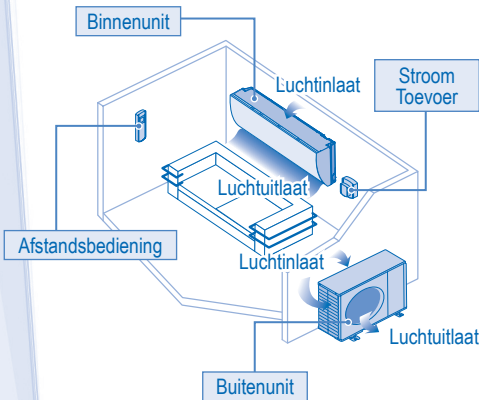 Binnenunit
Luchtinlaat
Stroom
Toevoer
Luchtuitlaat
Afstandsbediening
Luchtinlaat
Luchtuitlaat
Buitenunit